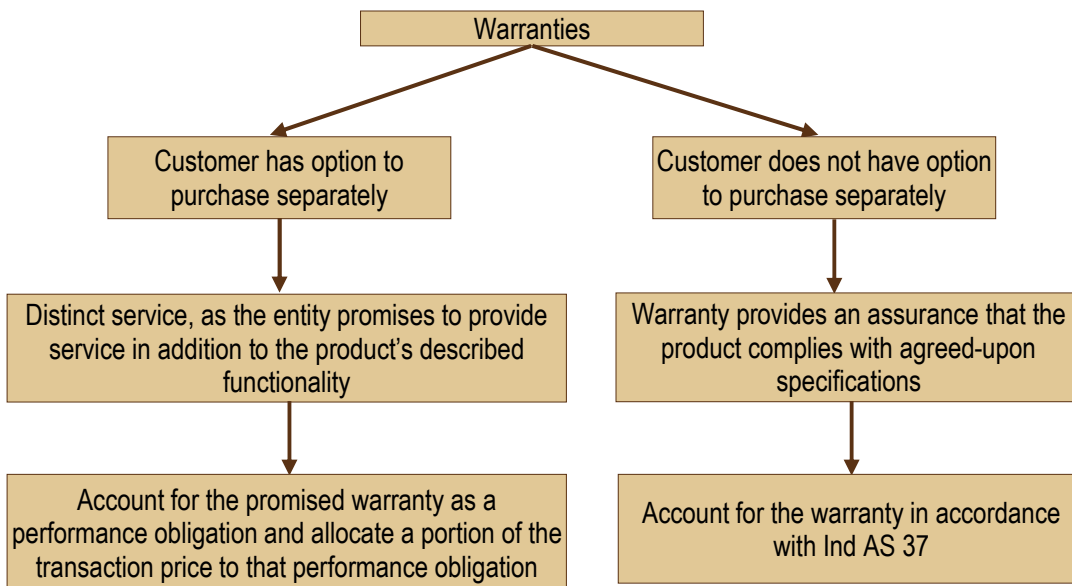 Warranties
Customer has option to
purchase separately
Customer does not have option
to purchase separately
Distinct service, as the entity promises to provide
service in addition to the product's described
functionality
Warranty provides an assurance that the
product complies with agreed-upon
specifications
Account for the promised warranty as a
performance obligation and allocate a portion of the
transaction price to that performance obligation
Account for the warranty in accordance
with Ind AS 37